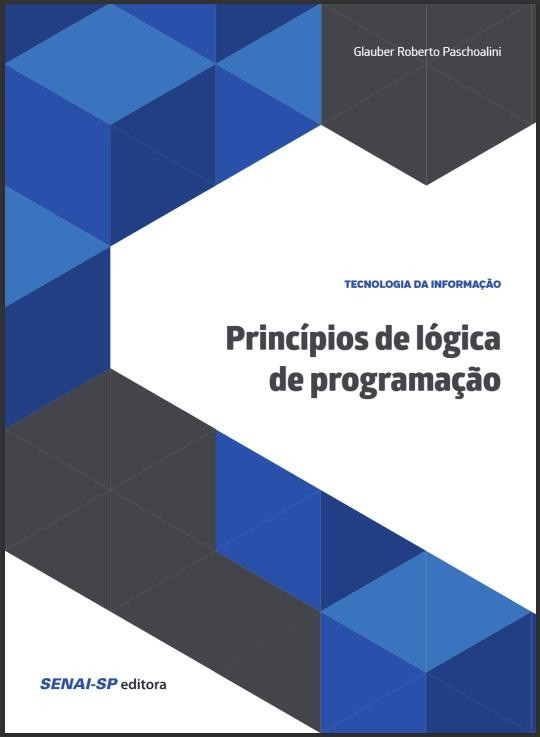 Glauber Roberto Paschoalini
TECNOLOGIA DA INFORMAÇÃO
Princípios de lógica
de programação
SENAI-SP editora